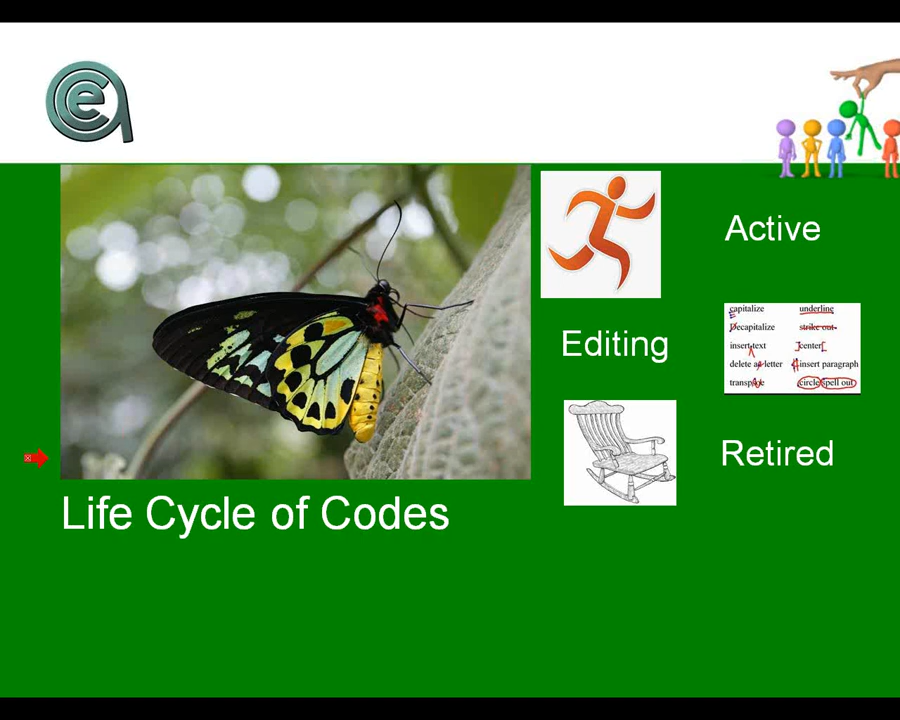 Active
Editing
capitalize underline
Decapitalize strike out
insert text ]center[
delete a letter insert paragraph
circle spell out
Retired
Life Cycle of Codes